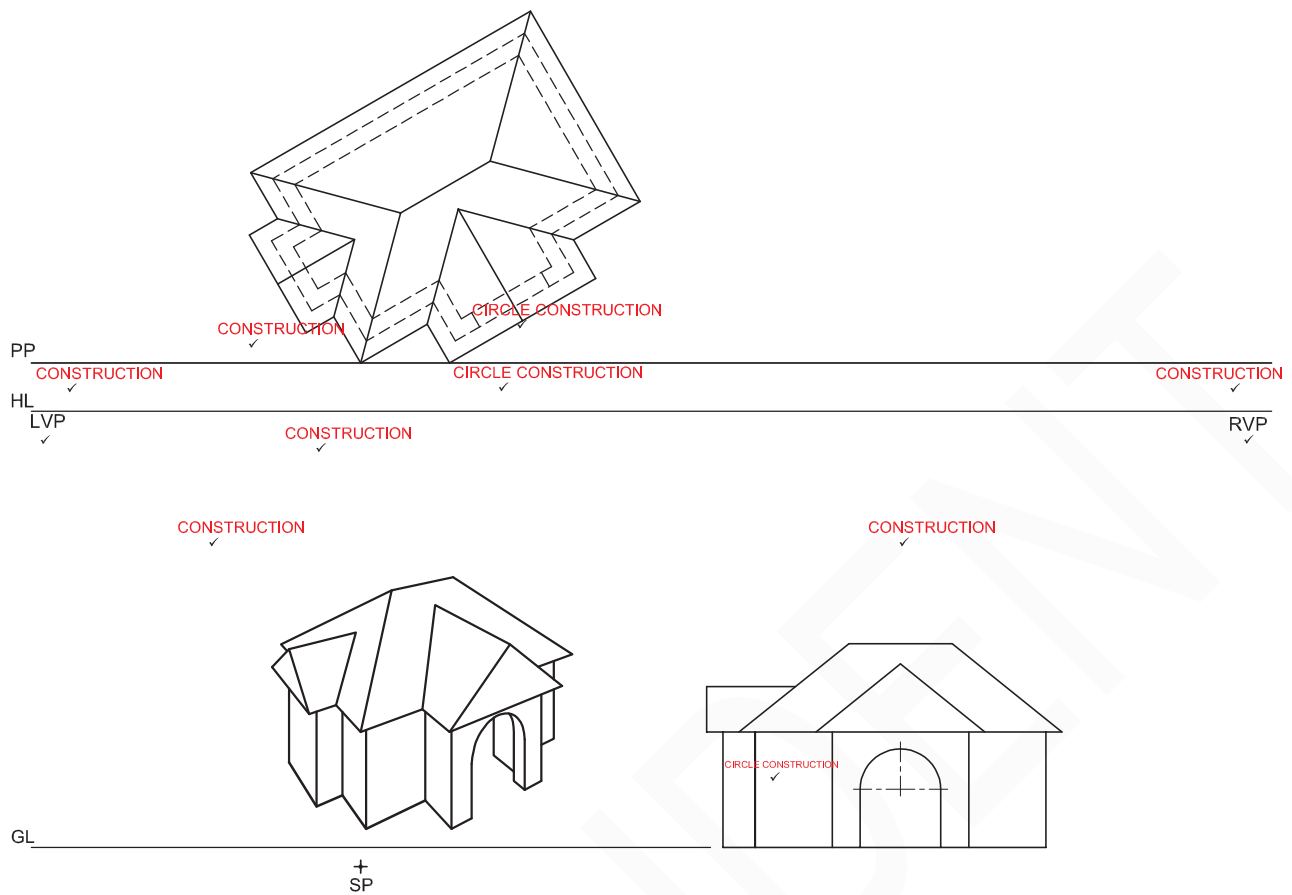 CIRCLE CONSTRUCTION
CONSTRUCTION
PP
CONSTRUCTION
CIRCLE CONSTRUCTION
CONSTRUCTION
HL
LVP
RVP
CONSTRUCTION
CONSTRUCTION
CONSTRUCTION
CIRCLE CONSTRUCTION
GL
SP